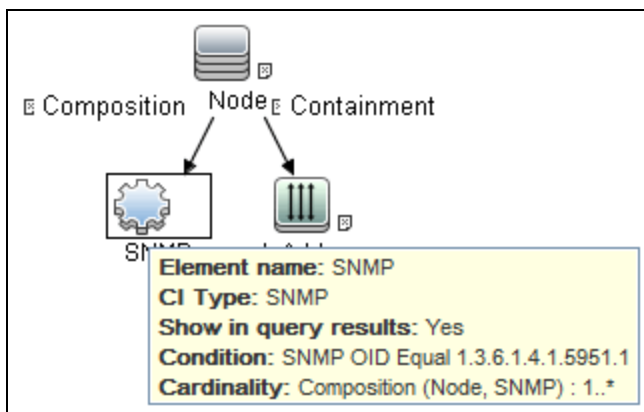 Node
Composition
Containment
SNMP
Element name: SNMP
CI Type: SNMP
Show in query results: Yes
Condition: SNMP OID Equal 1.3.6.1.4.1.5951.1
Cardinality: Composition (Node, SNMP) : 1..*